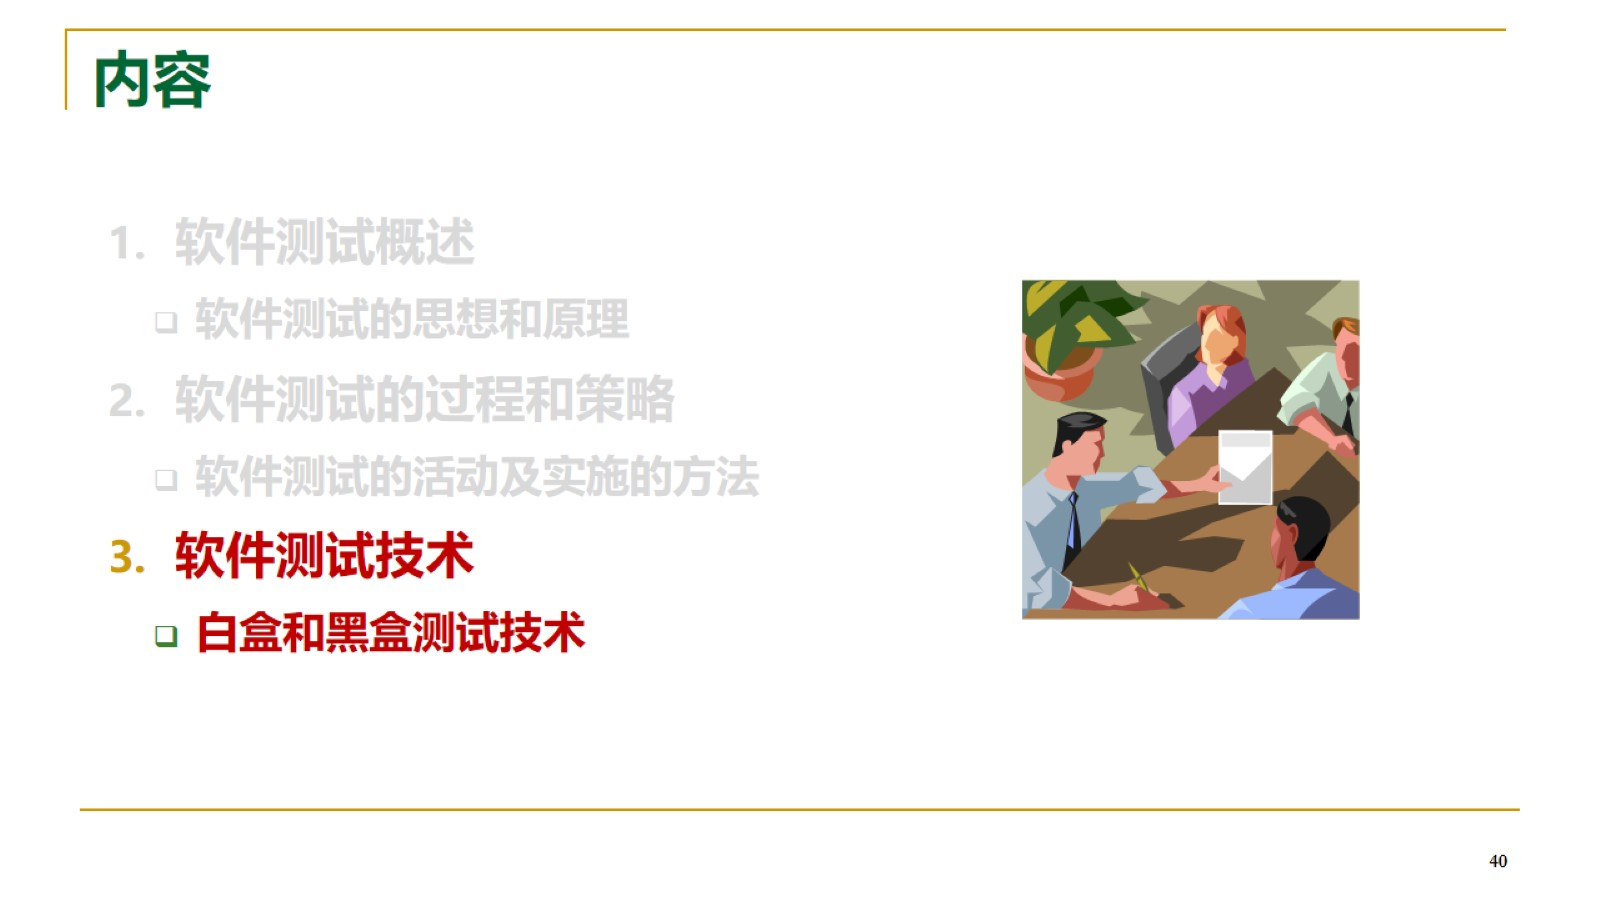 内容
1. 软件测试概述
❑ 软件测试的思想和原理
2. 软件测试的过程和策略
❑ 软件测试的活动及实施的方法
3. 软件测试技术
❑ 白盒和黑盒测试技术
40